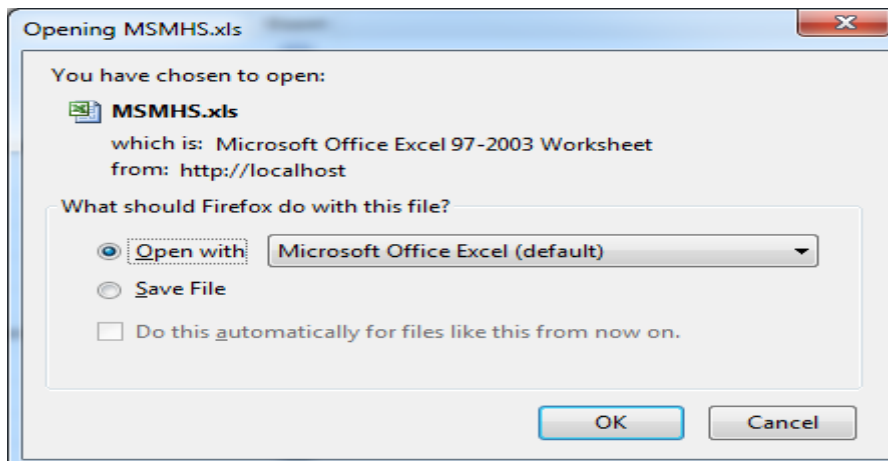 Opening MSMHS.xls
You have chosen to open:
MSMHS.xls
which is: Microsoft Office Excel 97-2003 Worksheet
from: http://localhost
What should Firefox do with this file?
Open with Microsoft Office Excel (default)
Save File
Do this automatically for files like this from now on.
OK Cancel